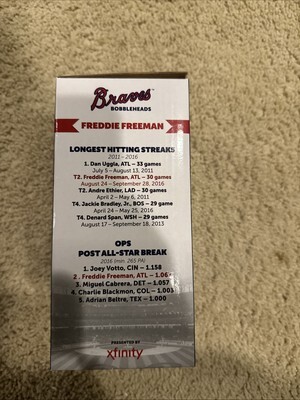 Braves
BOBBLEHEADS
FREDDIE FREEMAN
LONGEST HITTING STREAKS
2011 – 2016
1. Dan Uggla, ATL – 33 games
July 5 – August 13, 2011
T2. Freddie Freeman, ATL – 30 games
August 24 – September 28, 2016
T2. Andre Ethier, LAD – 30 games
April 2 – May 6, 2011
T4. Jackie Bradley, Jr., BOS – 29 game
April 24 – May 25, 2016
T4. Denard Span, WSH – 29 games
August 17 – September 18, 2013
OPS
POST ALL-STAR BREAK
2016 (min. 265 PA)
1. Joey Votto, CIN – 1.158
2. Freddie Freeman, ATL – 1.06
3. Miguel Cabrera, DET – 1.057
4. Charlie Blackmon, COL – 1.003
5. Adrian Beltre, TEX – 1.000
PRESENTED BY
xfinity